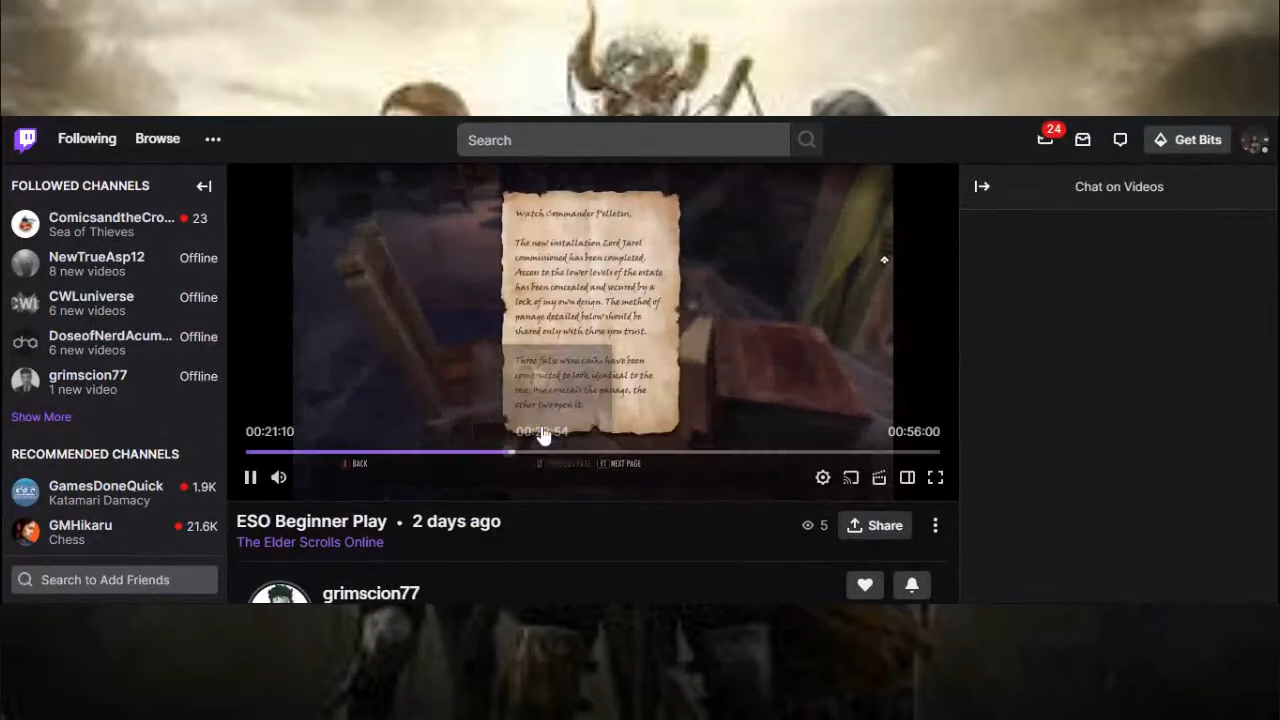 Following
Browse
Search
24
Get Bits
FOLLOWED CHANNELS
ComicsandtheCro...
23
Sea of Thieves
NewTrueAsp12
Offline
8 new videos
CWLuniverse
Offline
6 new videos
DoseofNerdAcum...
Offline
6 new videos
grimscion77
Offline
1 new video
Show More
RECOMMENDED CHANNELS
GamesDoneQuick
1.9K
Katamari Damacy
GMHikaru
21.6K
Chess
Search to Add Friends
Watch Commander Pelletin,
The new installation Lord Jarol
commissioned has been completed.
Access to the lower levels of the estate
has been concealed and secured by a
lock of my own design. The method of
passage detailed below should be
shared only with those you trust.
Three false wine casks have been
constructed to look identical to the
rest. One conceals the passage, the
other two open it.
00:21:10
00:56:00
BACK
LT PREVIOUS PAGE
RT NEXT PAGE
ESO Beginner Play • 2 days ago
5
Share
The Elder Scrolls Online
grimscion77
Chat on Videos